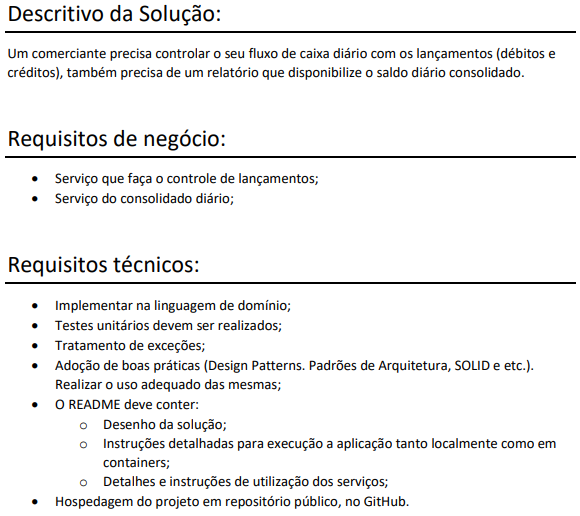 Descritivo da Solução:
Um comerciante precisa controlar o seu fluxo de caixa diário com os lançamentos (débitos e
créditos), também precisa de um relatório que disponibilize o saldo diário consolidado.
Requisitos de negócio:
• Serviço que faça o controle de lançamentos;
• Serviço do consolidado diário;
Requisitos técnicos:
• Implementar na linguagem de domínio;
• Testes unitários devem ser realizados;
• Tratamento de exceções;
• Adoção de boas práticas (Design Patterns. Padrões de Arquitetura, SOLID e etc.).
Realizar o uso adequado das mesmas;
• O README deve conter:
o Desenho da solução;
o Instruções detalhadas para execução a aplicação tanto localmente como em
containers;
o Detalhes e instruções de utilização dos serviços;
• Hospedagem do projeto em repositório público, no GitHub.